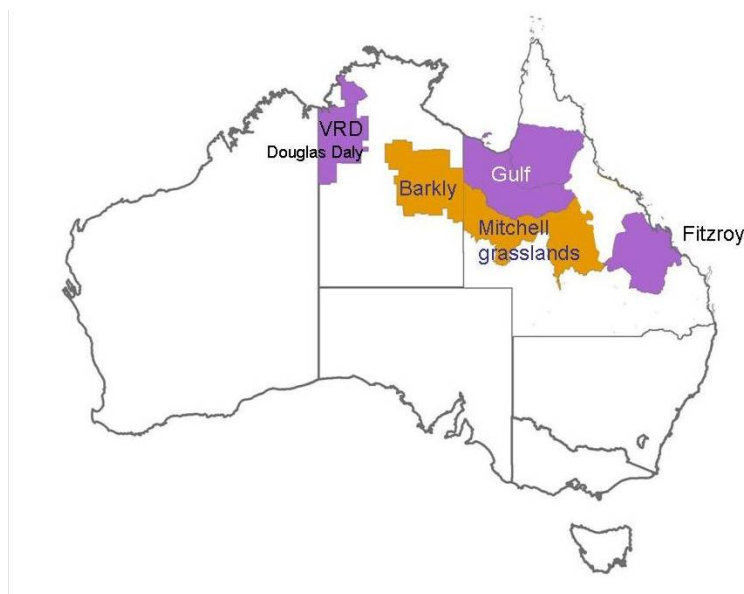 VRD
Douglas Daly
Barkly
Gulf
Mitchell
grasslands
Fitzroy